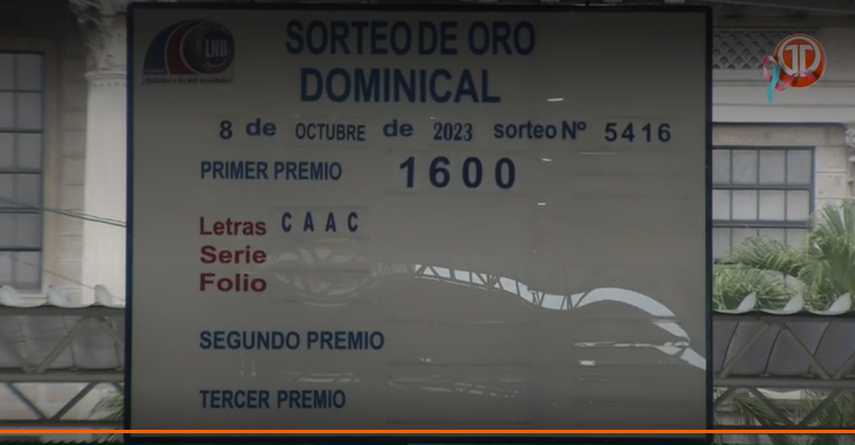 LNB
SORTEO DE ORO
DOMINICAL
8 de OCTUBRE de 2023 sorteo Nº 5416
PRIMER PREMIO 1600
Letras CAAC
Serie
Folio
SEGUNDO PREMIO
TERCER PREMIO